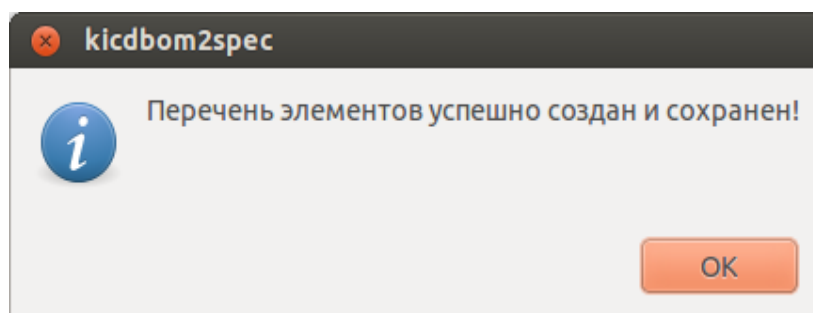 kicdbom2spec
Перечень элементов успешно создан и сохранен!
OK